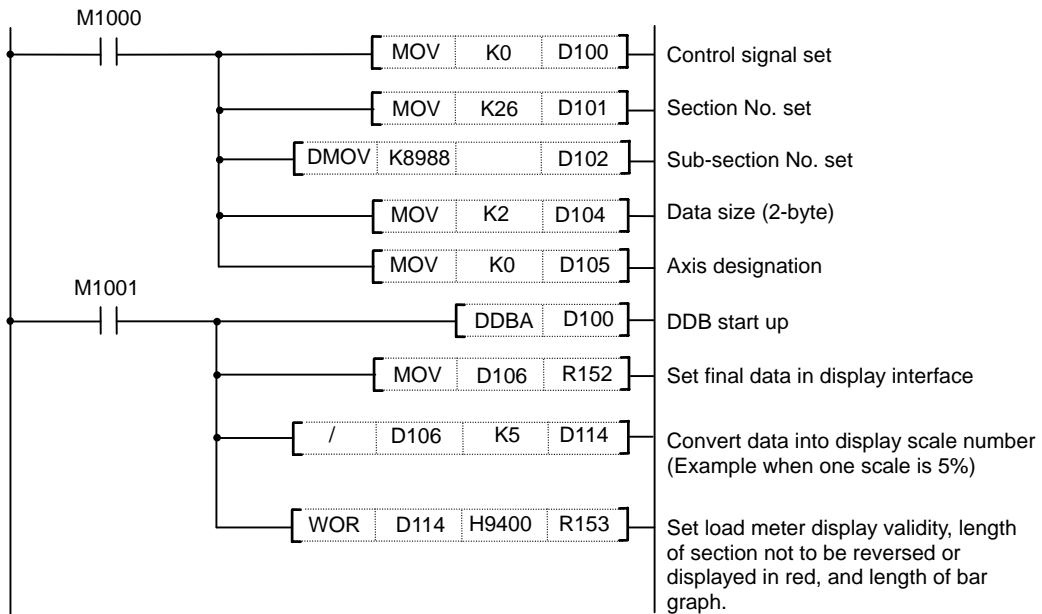 M1000
MOV K0 D100 Control signal set
MOV K26 D101 Section No. set
DMOV K8988 D102 Sub-section No. set
MOV K2 D104 Data size (2-byte)
MOV K0 D105 Axis designation
M1001
DDBA D100 DDB start up
MOV D106 R152 Set final data in display interface
/ D106 K5 D114 Convert data into display scale number
(Example when one scale is 5%)
WOR D114 H9400 R153 Set load meter display validity, length
of section not to be reversed or
displayed in red, and length of bar
graph.